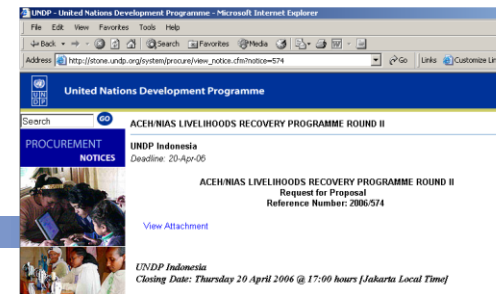 UNDP - United Nations Development Programme - Microsoft Internet Explorer
File Edit View Favorites Tools Help
Back Search Favorites Media
Address http://stone.undp.org/system/procure/view_notice.cfm?notice=574 Go Links Customize Lin
UN
DP
United Nations Development Programme
Search GO
ACEH/NIAS LIVELIHOODS RECOVERY PROGRAMME ROUND II
PROCUREMENT
NOTICES
UNDP Indonesia
Deadline: 20-Apr-06
ACEH/NIAS LIVELIHOODS RECOVERY PROGRAMME ROUND II
Request for Proposal
Reference Number: 2006/574
View Attachment
UNDP Indonesia
Closing Date: Thursday 20 April 2006 @ 17:00 hours [Jakarta Local Time]